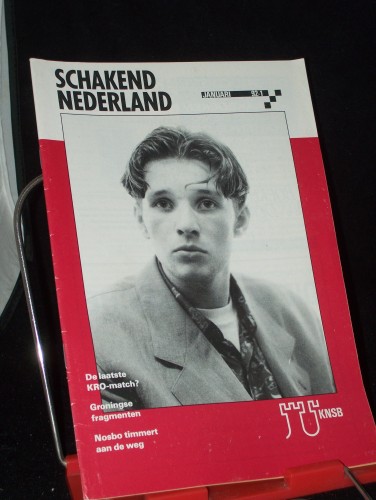 SCHAKEND
NEDERLAND
JANUARI 92.1
De laatste
KRO-match?
Groningse
fragmenten
Nosbo timmert
aan de weg
KNSB